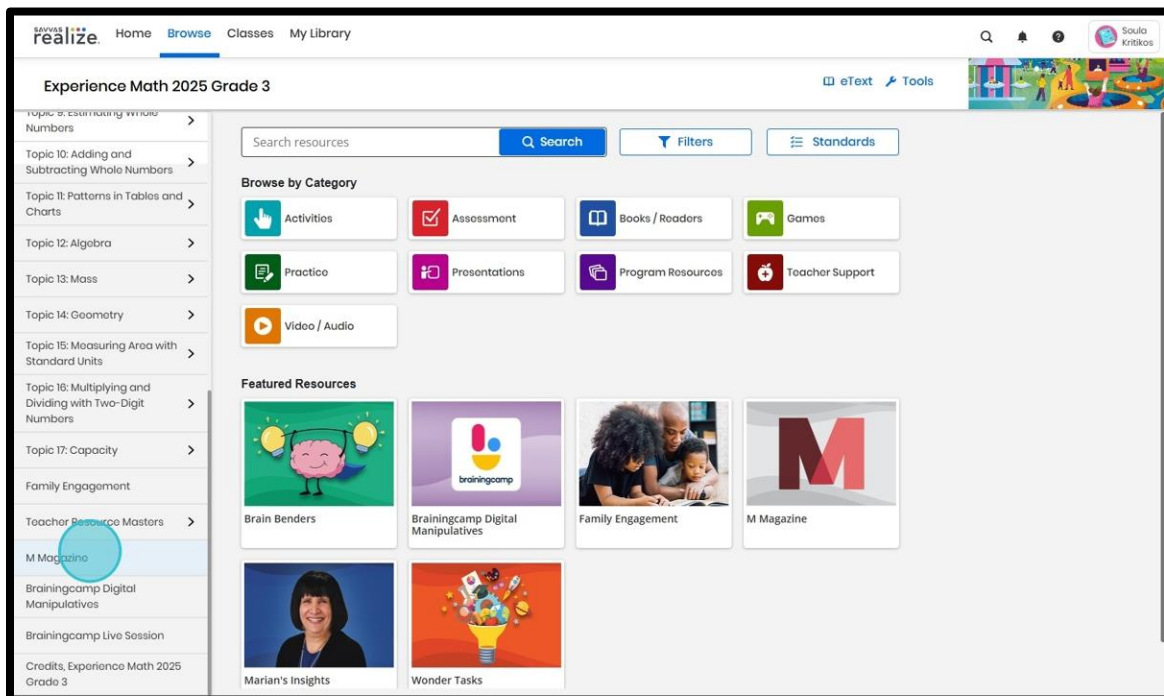 SAVVAS
realize.
Home Browse Classes My Library
Soula
Kritikos
Experience Math 2025 Grade 3
eText Tools
Topic 9: Estimating Whole
Numbers
Topic 10: Adding and
Subtracting Whole Numbers
Topic 11: Patterns in Tables and
Charts
Topic 12: Algebra
Topic 13: Mass
Topic 14: Geometry
Topic 15: Measuring Area with
Standard Units
Topic 16: Multiplying and
Dividing with Two-Digit
Numbers
Topic 17: Capacity
Family Engagement
Teacher Resource Masters
M Magazine
Brainingcamp Digital
Manipulatives
Brainingcamp Live Session
Credits, Experience Math 2025
Grade 3
Search resources
Search
Filters
Standards
Browse by Category
Activities
Assessment
Books / Readers
Games
Practice
Presentations
Program Resources
Teacher Support
Video / Audio
Featured Resources
Brain Benders
brainingcamp
Brainingcamp Digital
Manipulatives
Family Engagement
M
M Magazine
Marian's Insights
Wonder Tasks